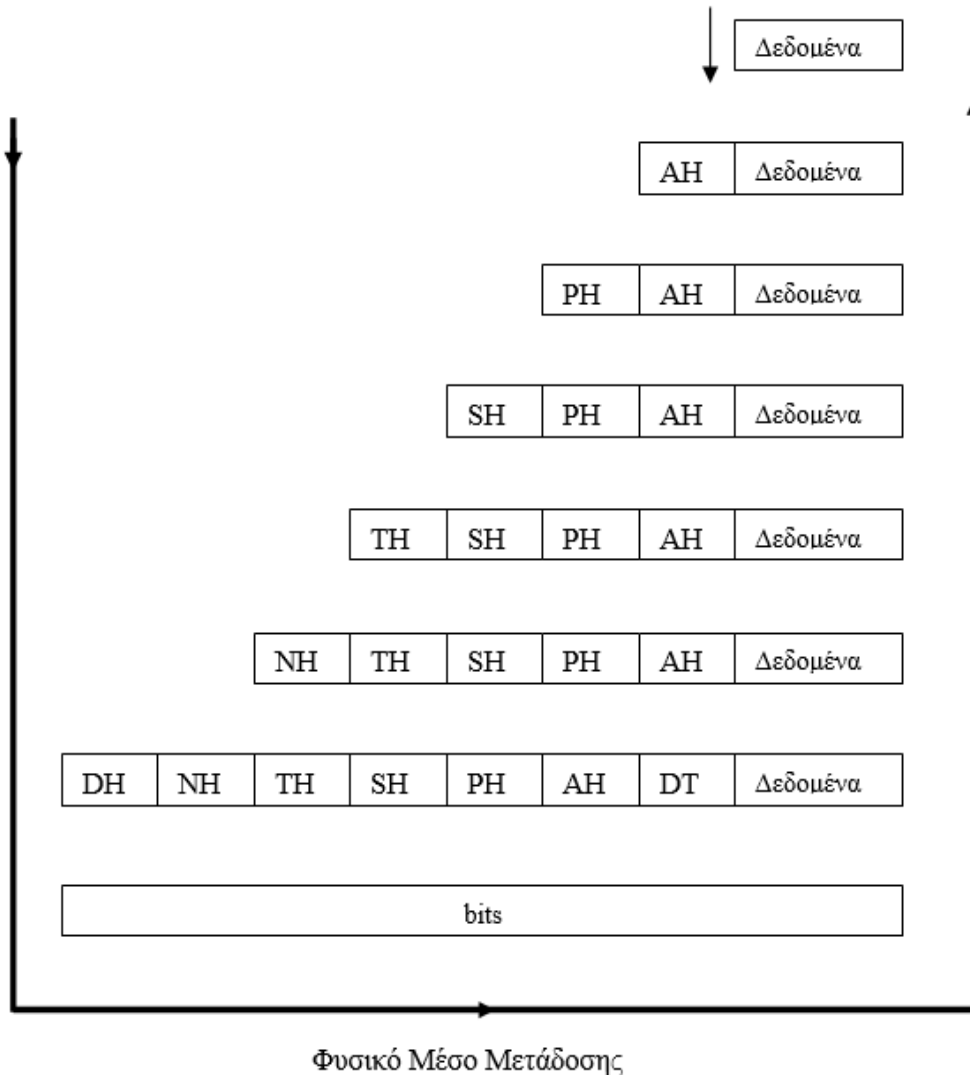 Δεδομένα
AH Δεδομένα
PH AH Δεδομένα
SH PH AH Δεδομένα
TH SH PH AH Δεδομένα
NH TH SH PH AH Δεδομένα
DH NH TH SH PH AH DT Δεδομένα
bits
Φυσικό Μέσο Μετάδοσης